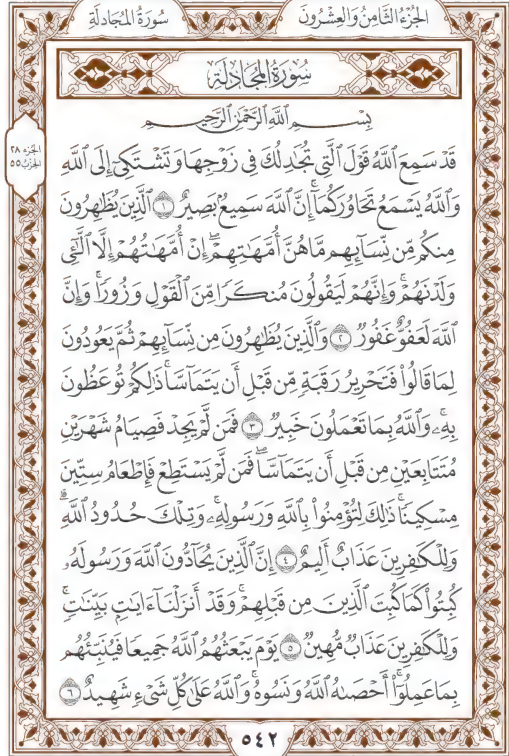 الجُزْءُ الثَّامِنُ وَالعِشْرُونَ
سُورَةُ المُجَادلَةِ
سُورَةُ المُجَادلَةِ
بِسْمِ ٱللَّهِ ٱلرَّحْمَٰنِ ٱلرَّحِيمِ
الجزء ٢٨
الحزب ٥٥
قَدْ سَمِعَ ٱللَّهُ قَوْلَ ٱلَّتِي تُجَٰدِلُكَ فِي زَوْجِهَا وَتَشْتَكِيٓ إِلَى ٱللَّهِ
وَٱللَّهُ يَسْمَعُ تَحَاوُرَكُمَآۚ إِنَّ ٱللَّهَ سَمِيعُۢ بَصِيرٌ ١ ٱلَّذِينَ يُظَٰهِرُونَ
مِنكُم مِّن نِّسَآئِهِم مَّا هُنَّ أُمَّهَٰتِهِمْۖ إِنْ أُمَّهَٰتُهُمْ إِلَّا ٱلَّٰٓـِٔي
وَلَدْنَهُمْۚ وَإِنَّهُمْ لَيَقُولُونَ مُنكَرًا مِّنَ ٱلْقَوْلِ وَزُورًاۚ وَإِنَّ
ٱللَّهَ لَعَفُوٌّ غَفُورٌ ٢ وَٱلَّذِينَ يُظَٰهِرُونَ مِن نِّسَآئِهِمْ ثُمَّ يَعُودُونَ
لِمَا قَالُوا۟ فَتَحْرِيرُ رَقَبَةٍ مِّن قَبْلِ أَن يَتَمَآسَّاۚ ذَٰلِكُمْ تُوعَظُونَ
بِهِۦۚ وَٱللَّهُ بِمَا تَعْمَلُونَ خَبِيرٌ ٣ فَمَن لَّمْ يَجِدْ فَصِيَامُ شَهْرَيْنِ
مُتَتَابِعَيْنِ مِن قَبْلِ أَن يَتَمَآسَّاۖ فَمَن لَّمْ يَسْتَطِعْ فَإِطْعَامُ سِتِّينَ
مِسْكِينًاۚ ذَٰلِكَ لِتُؤْمِنُوا۟ بِٱللَّهِ وَرَسُولِهِۦۚ وَتِلْكَ حُدُودُ ٱللَّهِۗ
وَلِلْكَٰفِرِينَ عَذَابٌ أَلِيمٌ ٤ إِنَّ ٱلَّذِينَ يُحَآدُّونَ ٱللَّهَ وَرَسُولَهُۥ
كُبِتُوا۟ كَمَا كُبِتَ ٱلَّذِينَ مِن قَبْلِهِمْۚ وَقَدْ أَنزَلْنَآ ءَايَٰتٍۭ بَيِّنَٰتٍۚ
وَلِلْكَٰفِرِينَ عَذَابٌ مُّهِينٌ ٥ يَوْمَ يَبْعَثُهُمُ ٱللَّهُ جَمِيعًا فَيُنَبِّئُهُم
بِمَا عَمِلُوٓا۟ۚ أَحْصَىٰهُ ٱللَّهُ وَنَسُوهُۚ وَٱللَّهُ عَلَىٰ كُلِّ شَىْءٍ شَهِيدٌ ٦
٥٤٢